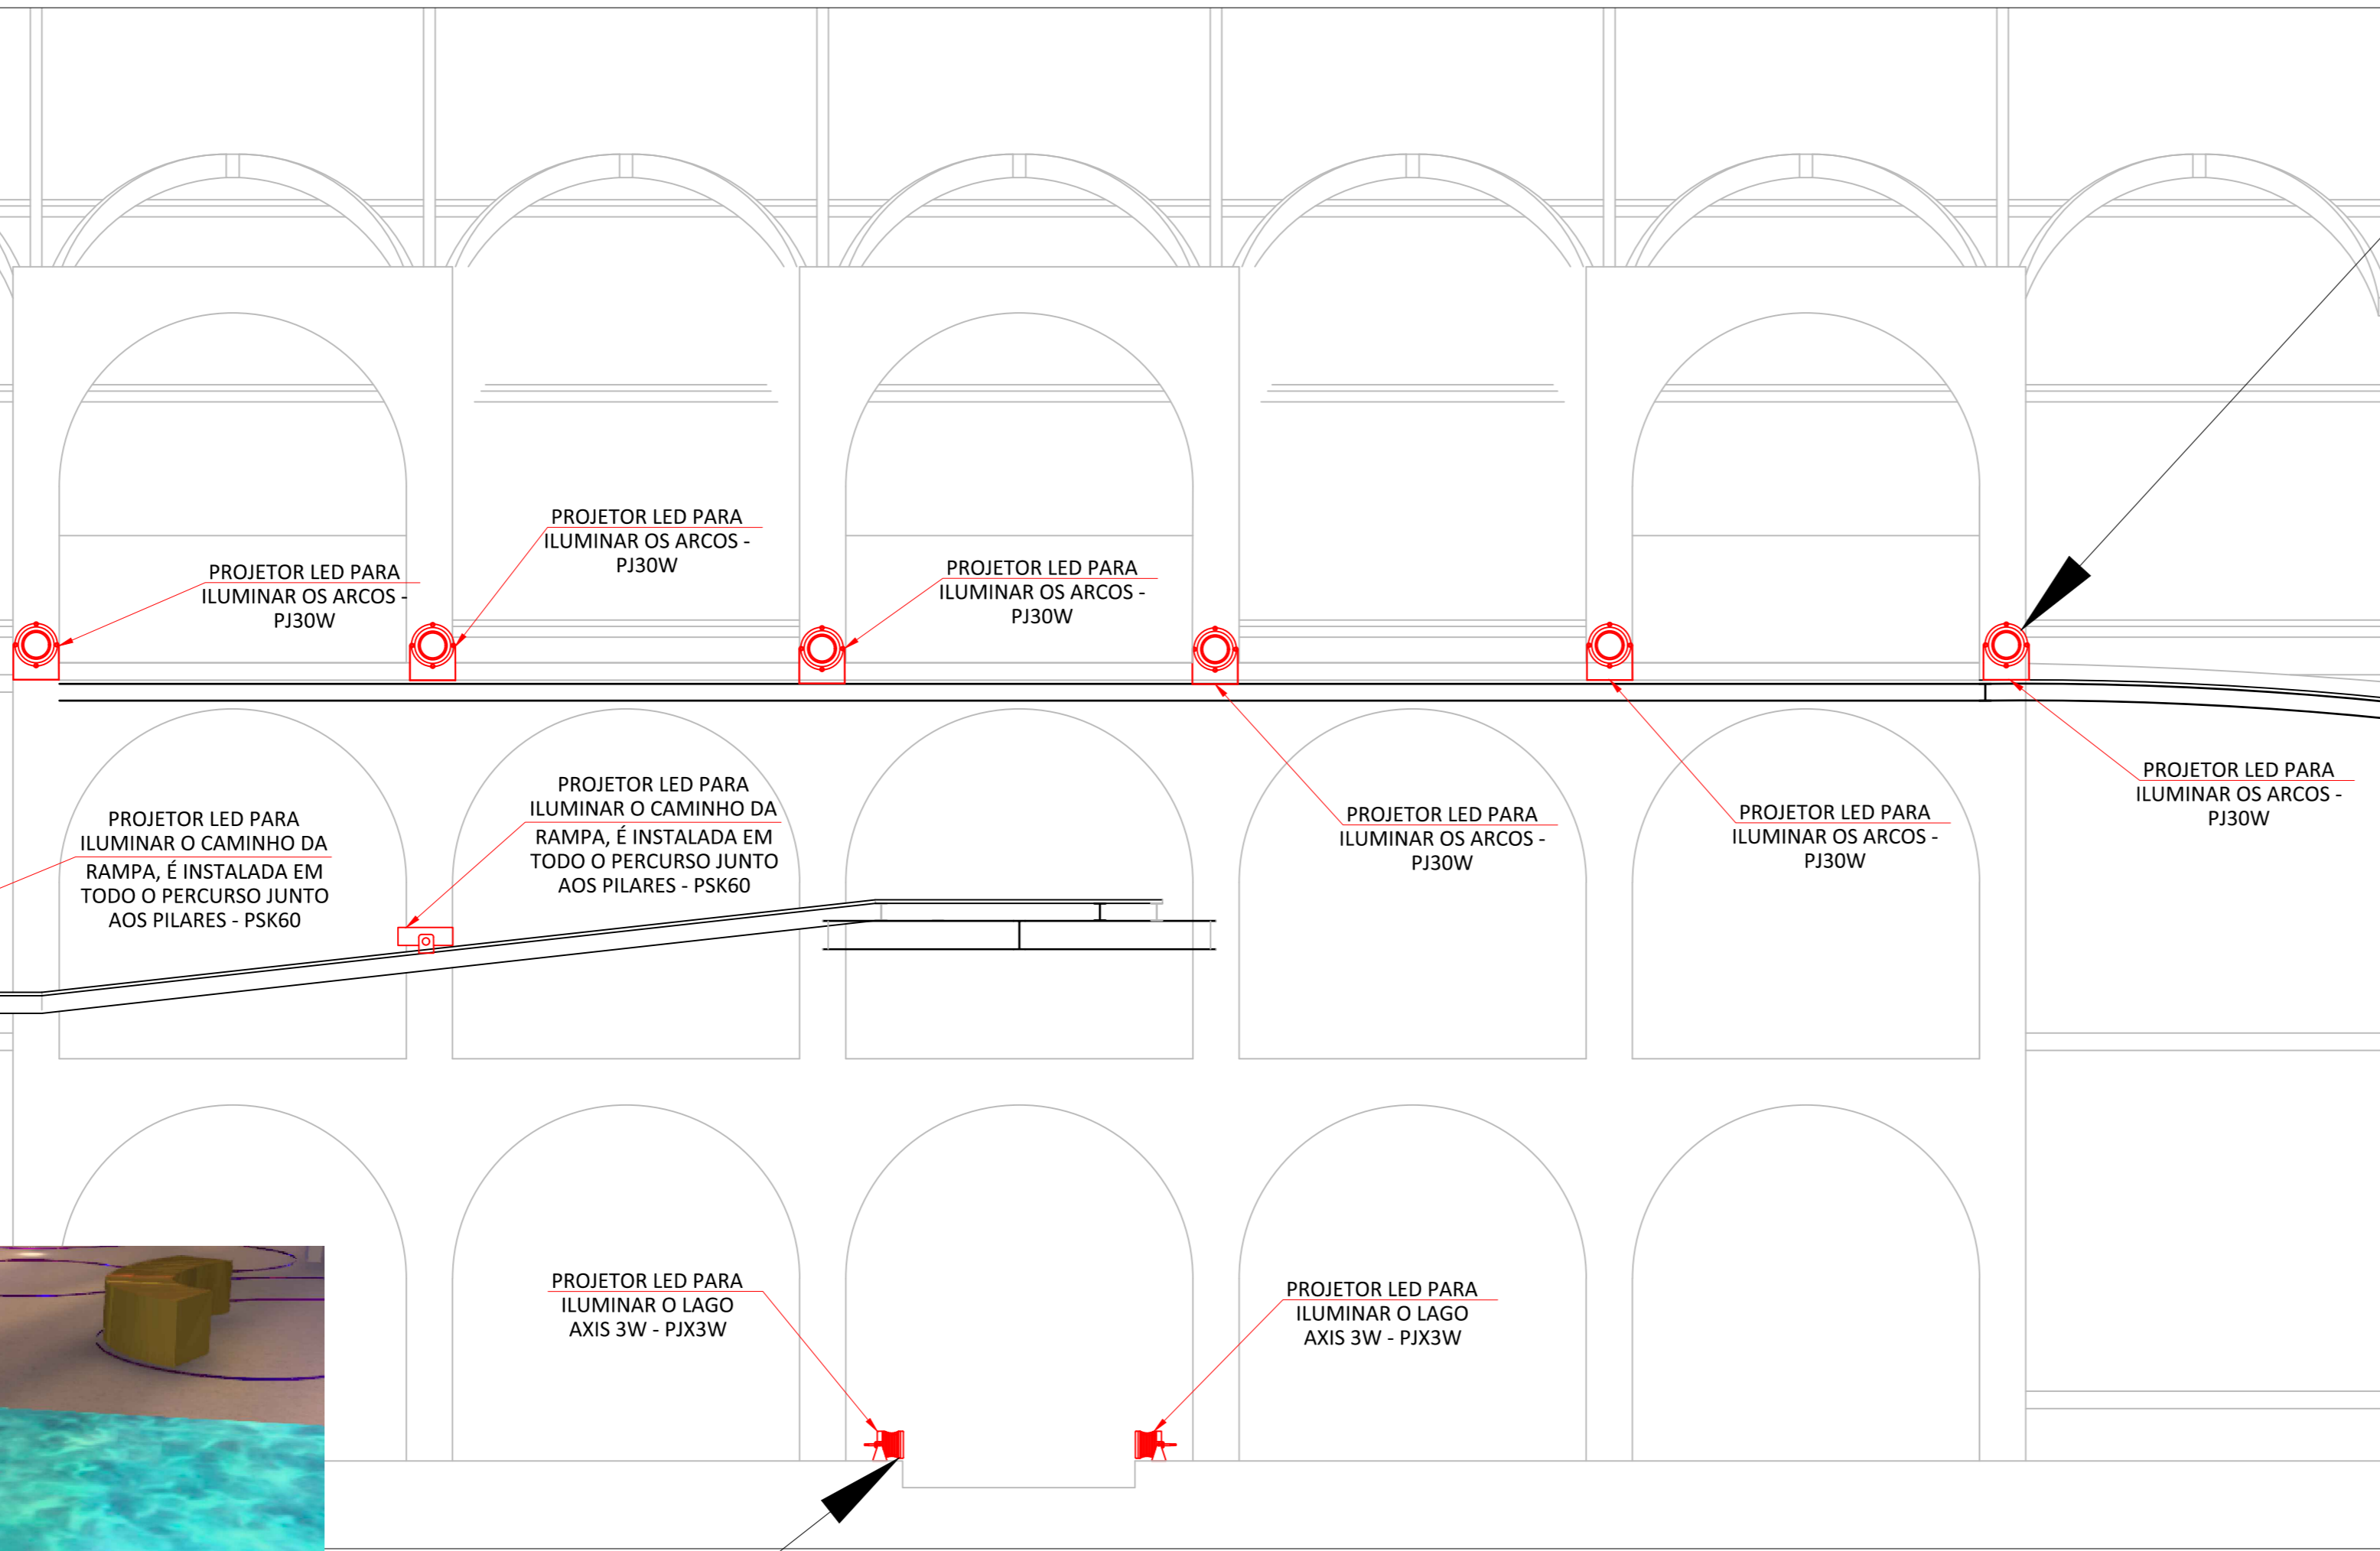 PROJETOR LED PARA
ILUMINAR OS ARCOS -
PJ30W
PROJETOR LED PARA
ILUMINAR OS ARCOS -
PJ30W
PROJETOR LED PARA
ILUMINAR OS ARCOS -
PJ30W
PROJETOR LED PARA
ILUMINAR O CAMINHO DA
RAMPA, É INSTALADA EM
TODO O PERCURSO JUNTO
AOS PILARES - PSK60
PROJETOR LED PARA
ILUMINAR O CAMINHO DA
RAMPA, É INSTALADA EM
TODO O PERCURSO JUNTO
AOS PILARES - PSK60
PROJETOR LED PARA
ILUMINAR OS ARCOS -
PJ30W
PROJETOR LED PARA
ILUMINAR OS ARCOS -
PJ30W
PROJETOR LED PARA
ILUMINAR OS ARCOS -
PJ30W
PROJETOR LED PARA
ILUMINAR O LAGO
AXIS 3W - PJX3W
PROJETOR LED PARA
ILUMINAR O LAGO
AXIS 3W - PJX3W